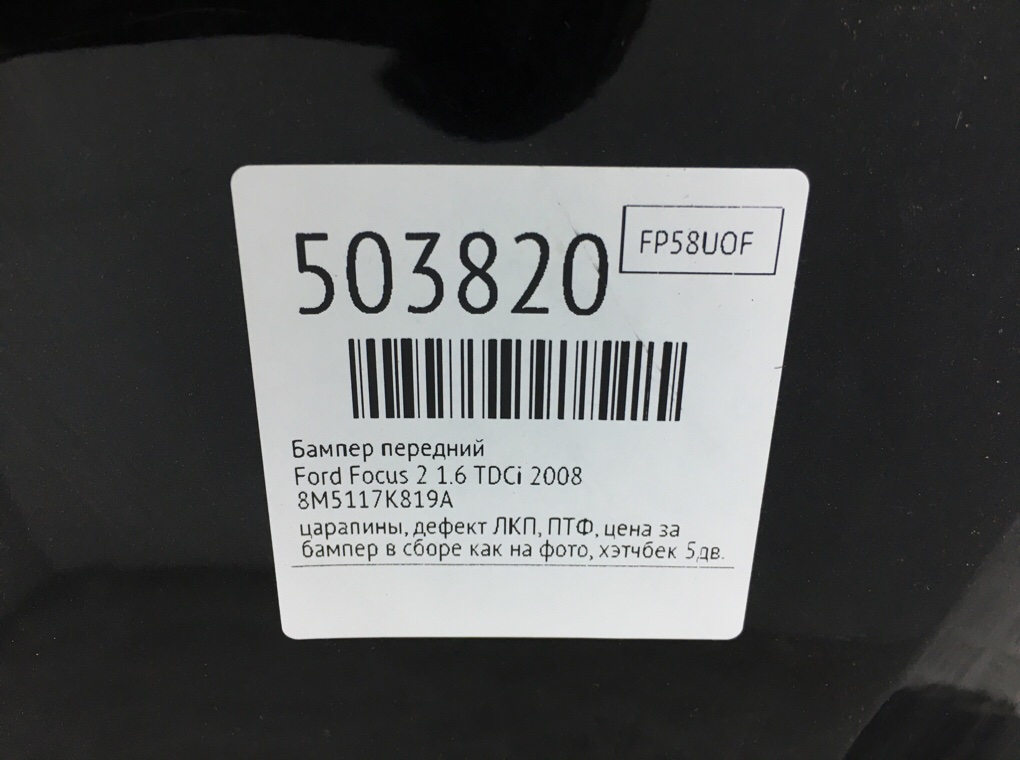 503820
FP58UOF
Бампер передний
Ford Focus 2 1.6 TDCi 2008
8M5117K819A
царапины, дефект ЛКП, ПТФ, цена за
бампер в сборе как на фото, хэтчбек 5дв.